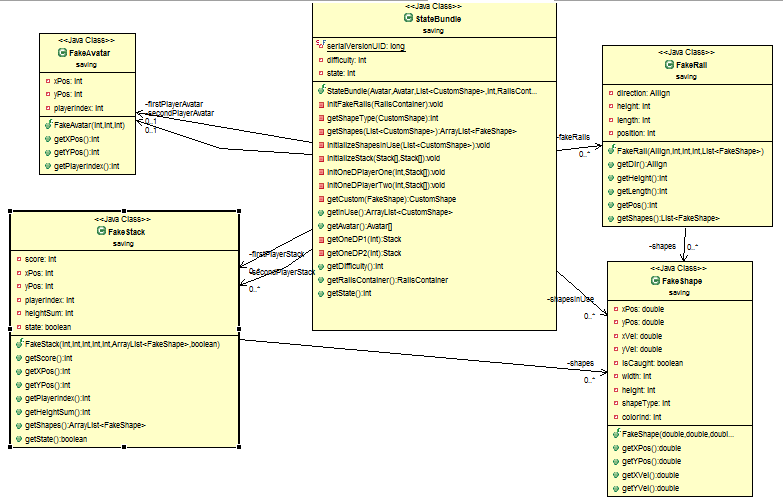 <<Java Class>>
FakeAvatar
saving
xPos: int
yPos: int
playerIndex: int
FakeAvatar(int,int,int)
getXPos():int
getYPos():int
getPlayerIndex():int
<<Java Class>>
StateBundle
saving
serialVersionUID: long
difficulty: int
state: int
StateBundle(Avatar,Avatar,List<CustomShape>,int,RailsCont...
initFakeRails(RailsContainer):void
getShapeType(CustomShape):int
getShapes(List<CustomShape>):ArrayList<FakeShape>
initializeShapesInUse(List<CustomShape>):void
initializeStack(Stack[],Stack[]):void
initOneDPlayerOne(int,Stack[]):void
initOneDPlayerTwo(int,Stack[]):void
getCustom(FakeShape):CustomShape
getInUse():ArrayList<CustomShape>
getAvatar():Avatar[]
getOneDP1(int):Stack
getOneDP2(int):Stack
getDifficulty():int
getRailsContainer():RailsContainer
getState():int
<<Java Class>>
FakeRail
saving
direction: Allign
height: int
length: int
position: int
FakeRail(Allign,int,int,int,List<FakeShape>)
getDir():Allign
getHeight():int
getLength():int
getPos():int
getShapes():List<FakeShape>
-firstPlayerAvatar
-secondPlayerAvatar
0..1
0..1
-fakeRails
0..*
<<Java Class>>
FakeStack
saving
score: int
xPos: int
yPos: int
playerIndex: int
heightSum: int
state: boolean
FakeStack(int,int,int,int,int,ArrayList<FakeShape>,boolean)
getScore():int
getXPos():int
getYPos():int
getPlayerIndex():int
getHeightSum():int
getShapes():ArrayList<FakeShape>
getState():boolean
-firstPlayerStack
-secondPlayerStack
0..*
-shapes
0..*
-shapesInUse
0..*
-shapes
0..*
<<Java Class>>
FakeShape
saving
xPos: double
yPos: double
xVel: double
yVel: double
isCaught: boolean
width: int
height: int
shapeType: int
colorInd: int
FakeShape(double,double,doubl...
getXPos():double
getYPos():double
getXVel():double
getYVel():double